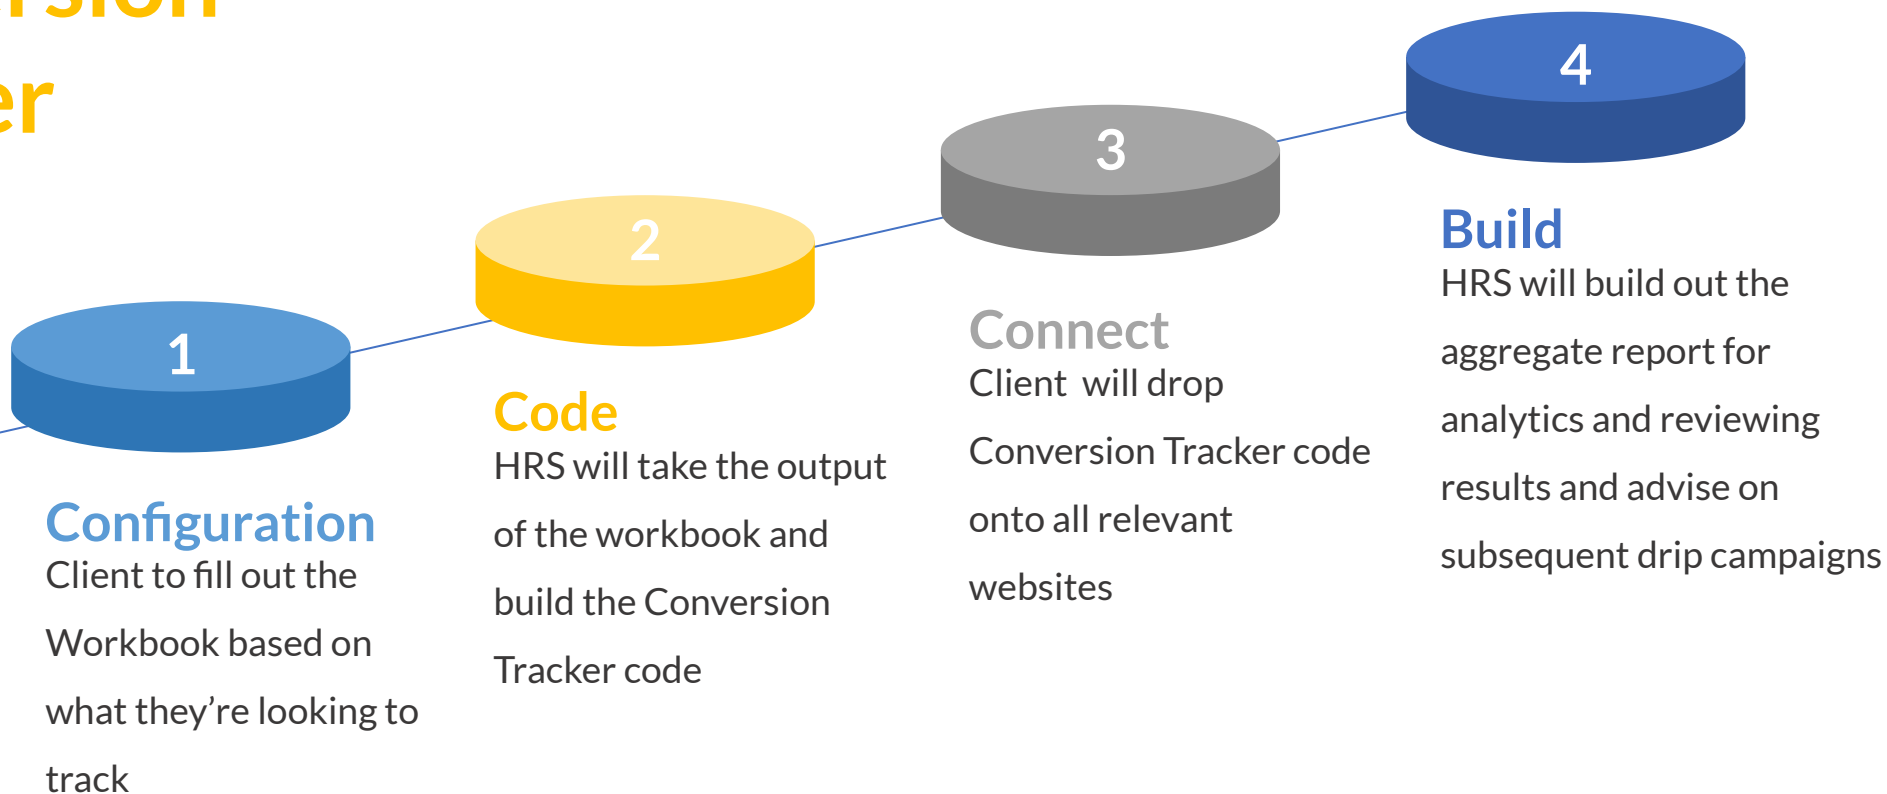 er
1
Configuration
Client to fill out the
Workbook based on
what they’re looking to
track
2
Code
HRS will take the output
of the workbook and
build the Conversion
Tracker code
3
Connect
Client  will drop
Conversion Tracker code
onto all relevant
websites
4
Build
HRS will build out the
aggregate report for
analytics and reviewing
results and advise on
subsequent drip campaigns